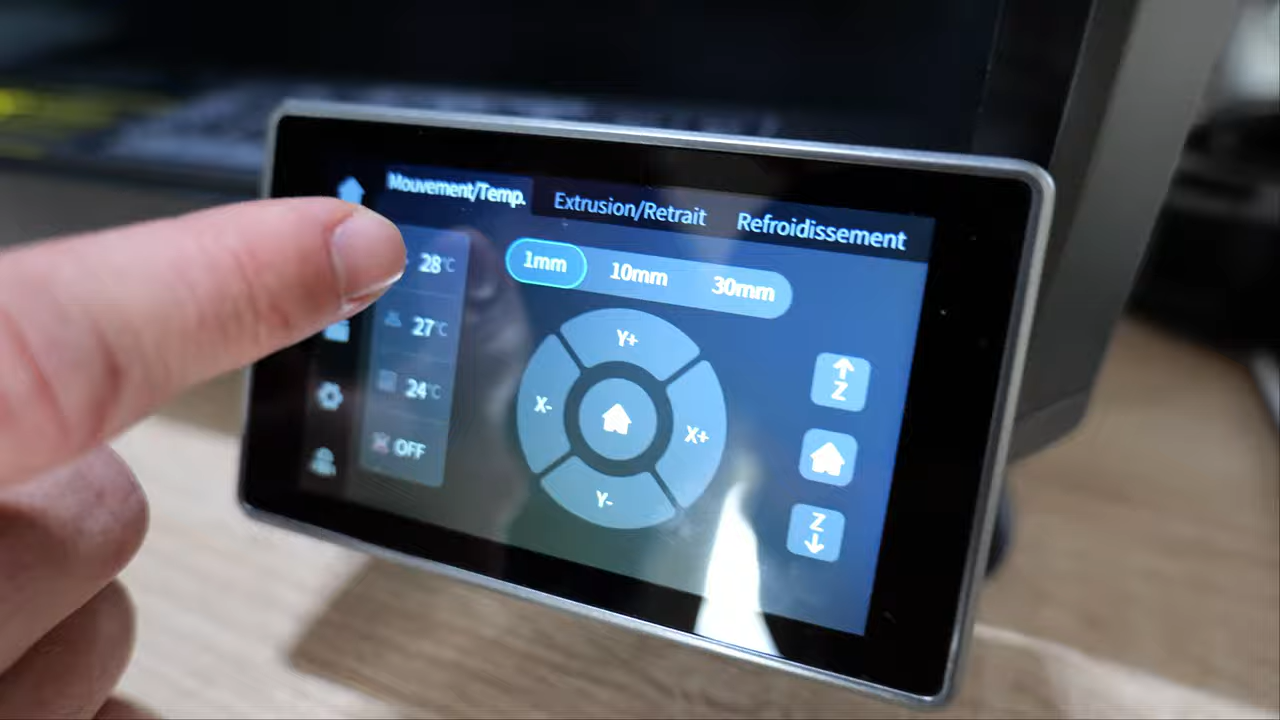 Mouvement/Temp. Extrusion/Retrait Refroidissement
1mm 10mm 30mm
28°C
27°C
24°C
OFF
Y+
X-
X+
Y-
Z
Z